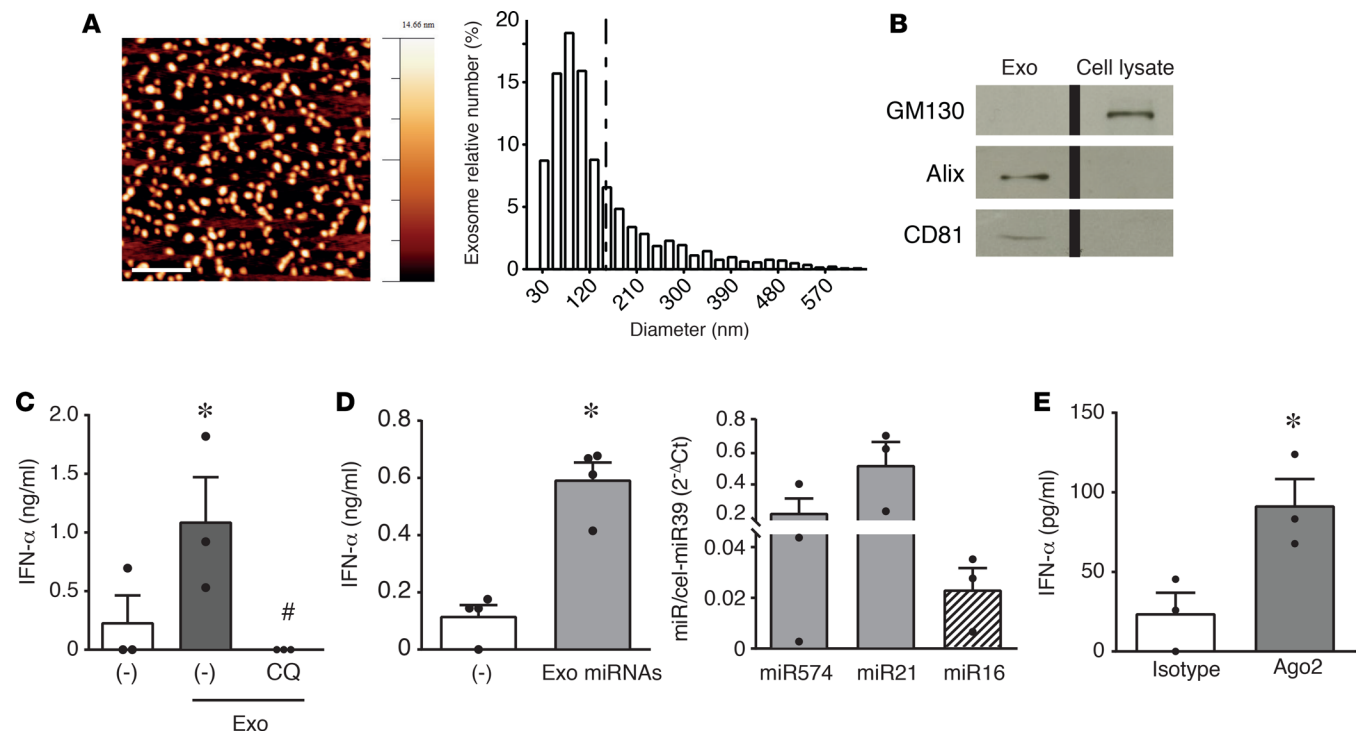 A
14.66 nm
Exosome relative number (%)
20
15
10
5
0
30
120
210
300
390
480
570
Diameter (nm)
B
Exo
Cell lysate
GM130
Alix
CD81
C
IFN-α (ng/ml)
2.0
1.5
1.0
0.5
0
*
#
(-)
(-)
CQ
Exo
D
IFN-α (ng/ml)
0.8
0.6
0.4
0.2
0
*
(-)
Exo miRNAs
miR/cel-miR39 (2-ΔCt)
0.8
0.6
0.4
0.2
0.04
0.02
0
miR574
miR21
miR16
E
IFN-α (pg/ml)
150
100
50
0
*
Isotype
Ago2